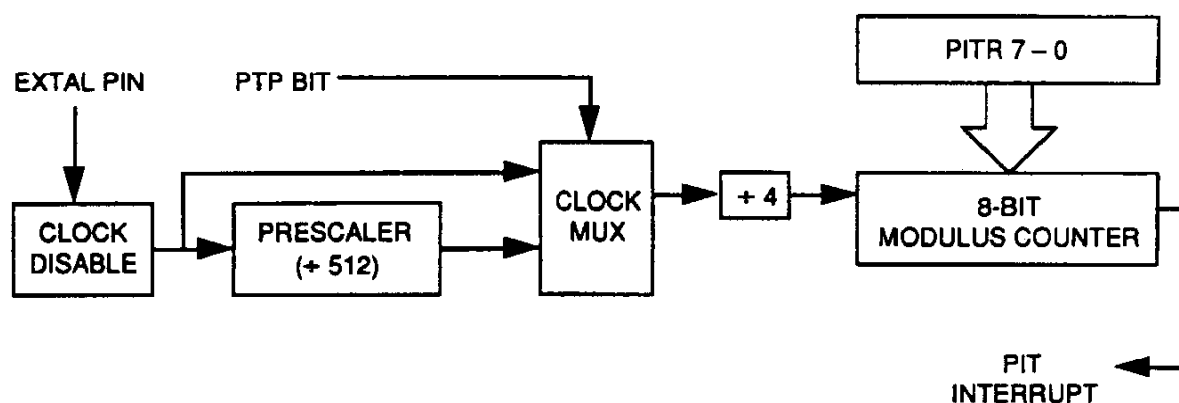 PITR 7 – 0
EXTAL PIN
PTP BIT
CLOCK
DISABLE
PRESCALER
(÷ 512)
CLOCK
MUX
÷ 4
8-BIT
MODULUS COUNTER
PIT
INTERRUPT